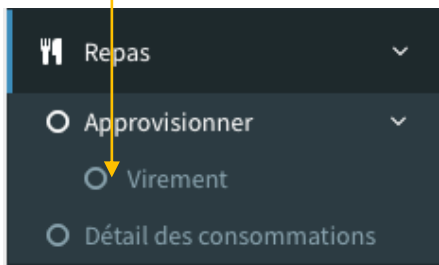 Repas
Approvisionner
Virement
Détail des consommations